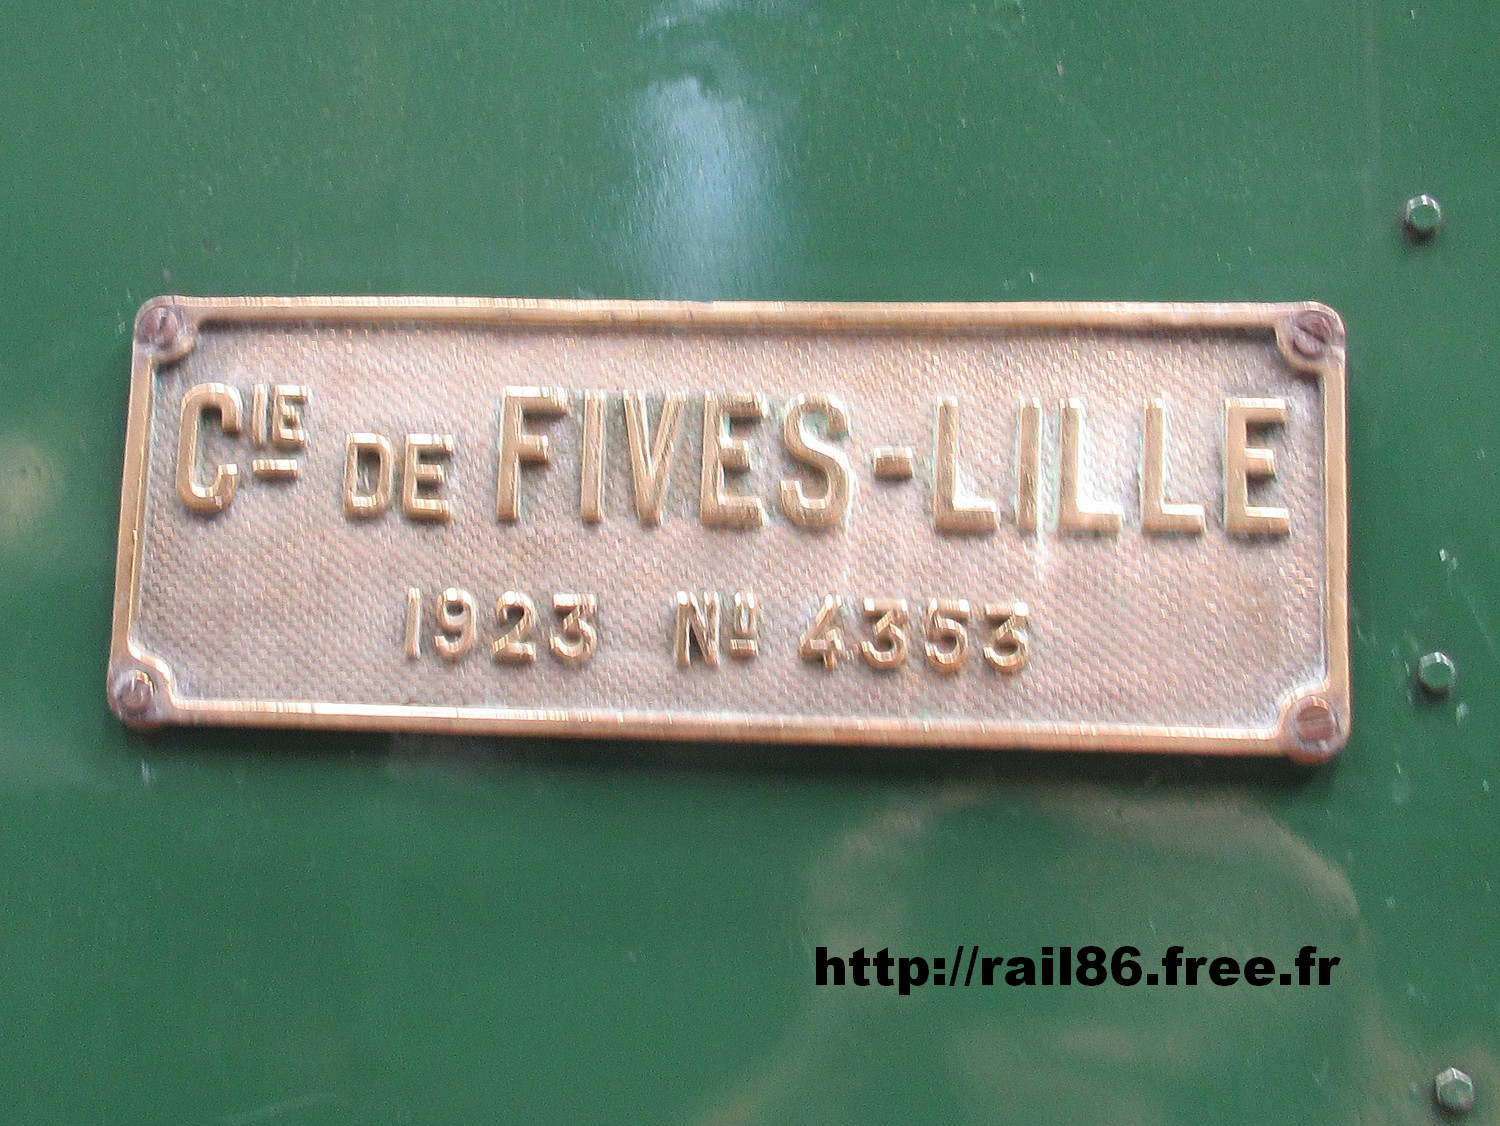 CIE DE FIVES-LILLE
1923 No 4353
http://rail86.free.fr